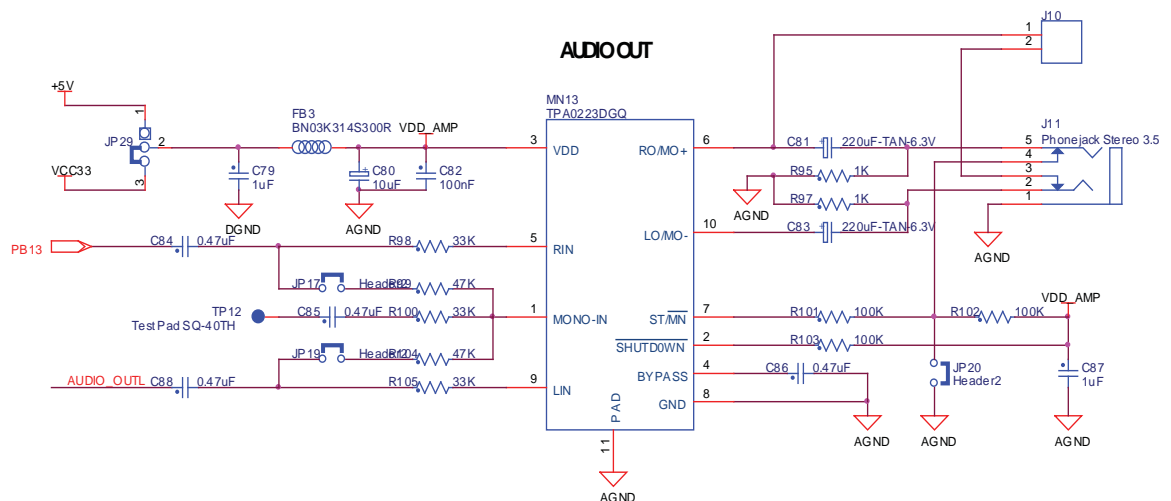 AUDIO OUT
J10
1
2
+5V
1
JP29
2
3
VCC33
FB3
BN03K314S300R
VDD_AMP
C79
1uF
C80
10uF
C82
100nF
DGND
AGND
MN13
TPA0223DGQ
3
VDD
5
RIN
1
MONO-IN
9
LIN
RO/MO+
6
LO/MO-
10
ST/MN
7
SHUTDOWN
2
BYPASS
4
GND
8
PAD
11
AGND
C81
220uF-TAN-6.3V
R95
1K
AGND
R97
1K
C83
220uF-TAN-6.3V
J11
Phonejack Stereo 3.5
5
4
3
2
1
AGND
PB13
C84
0.47uF
R98
33K
JP17
Header2
R99
47K
TP12
TestPad SQ-40TH
C85
0.47uF
R100
33K
JP19
Header2
R104
47K
AUDIO_OUTL
C88
0.47uF
R105
33K
R101
100K
R102
100K
VDD_AMP
R103
100K
C86
0.47uF
JP20
Header2
C87
1uF
AGND
AGND
AGND